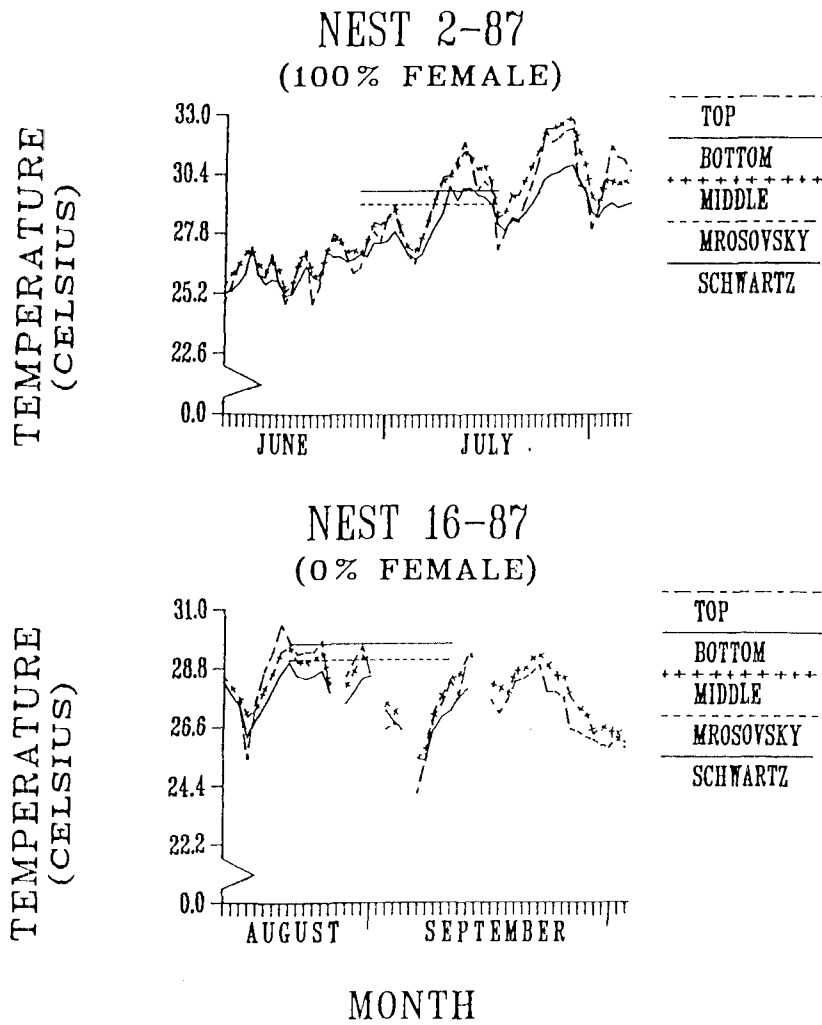 NEST 2-87
(100% FEMALE)
TEMPERATURE
(CELSIUS)
33.0
30.4
27.8
25.2
22.6
0.0
JUNE JULY
TOP
BOTTOM
MIDDLE
MROSOVSKY
SCHWARTZ
NEST 16-87
(0% FEMALE)
TEMPERATURE
(CELSIUS)
31.0
28.8
26.6
24.4
22.2
0.0
AUGUST SEPTEMBER
TOP
BOTTOM
MIDDLE
MROSOVSKY
SCHWARTZ
MONTH